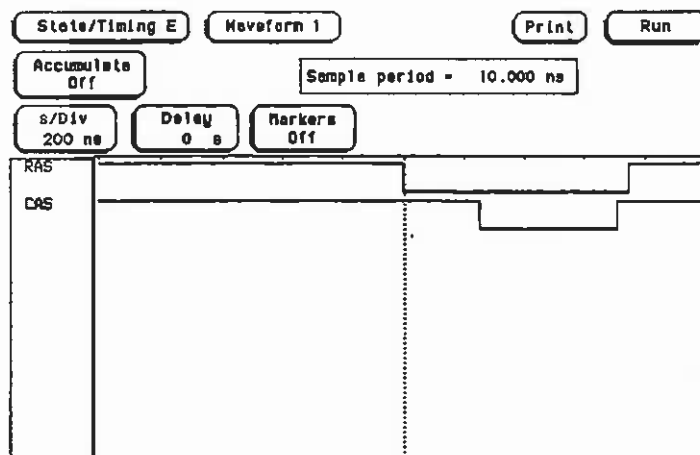 State/Timing E
Waveform 1
Print
Run
Accumulate
Off
Sample period = 10.000 ns
s/Div
200 ns
Delay
0 s
Markers
Off
RAS
CAS